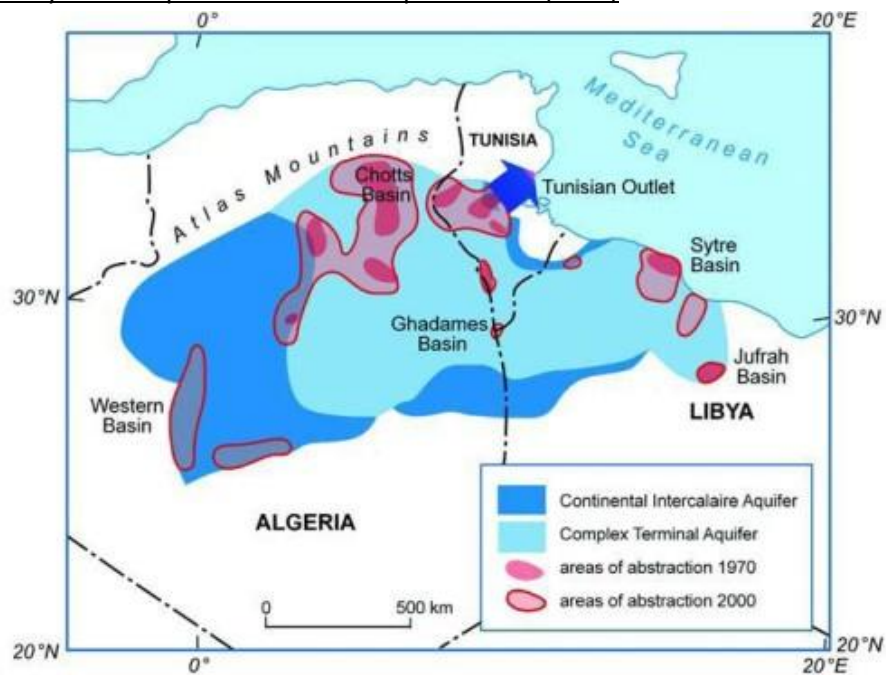 0°
20°E
Mediterranean
Sea
Atlas Mountains
TUNISIA
Chotts
Basin
Tunisian Outlet
Sytre
Basin
30°N
30°N
Ghadames
Basin
Jufrah
Basin
Western
Basin
LIBYA
ALGERIA
Continental Intercalaire Aquifer
Complex Terminal Aquifer
areas of abstraction 1970
areas of abstraction 2000
0
500 km
20°N
20°N
0°
20°E